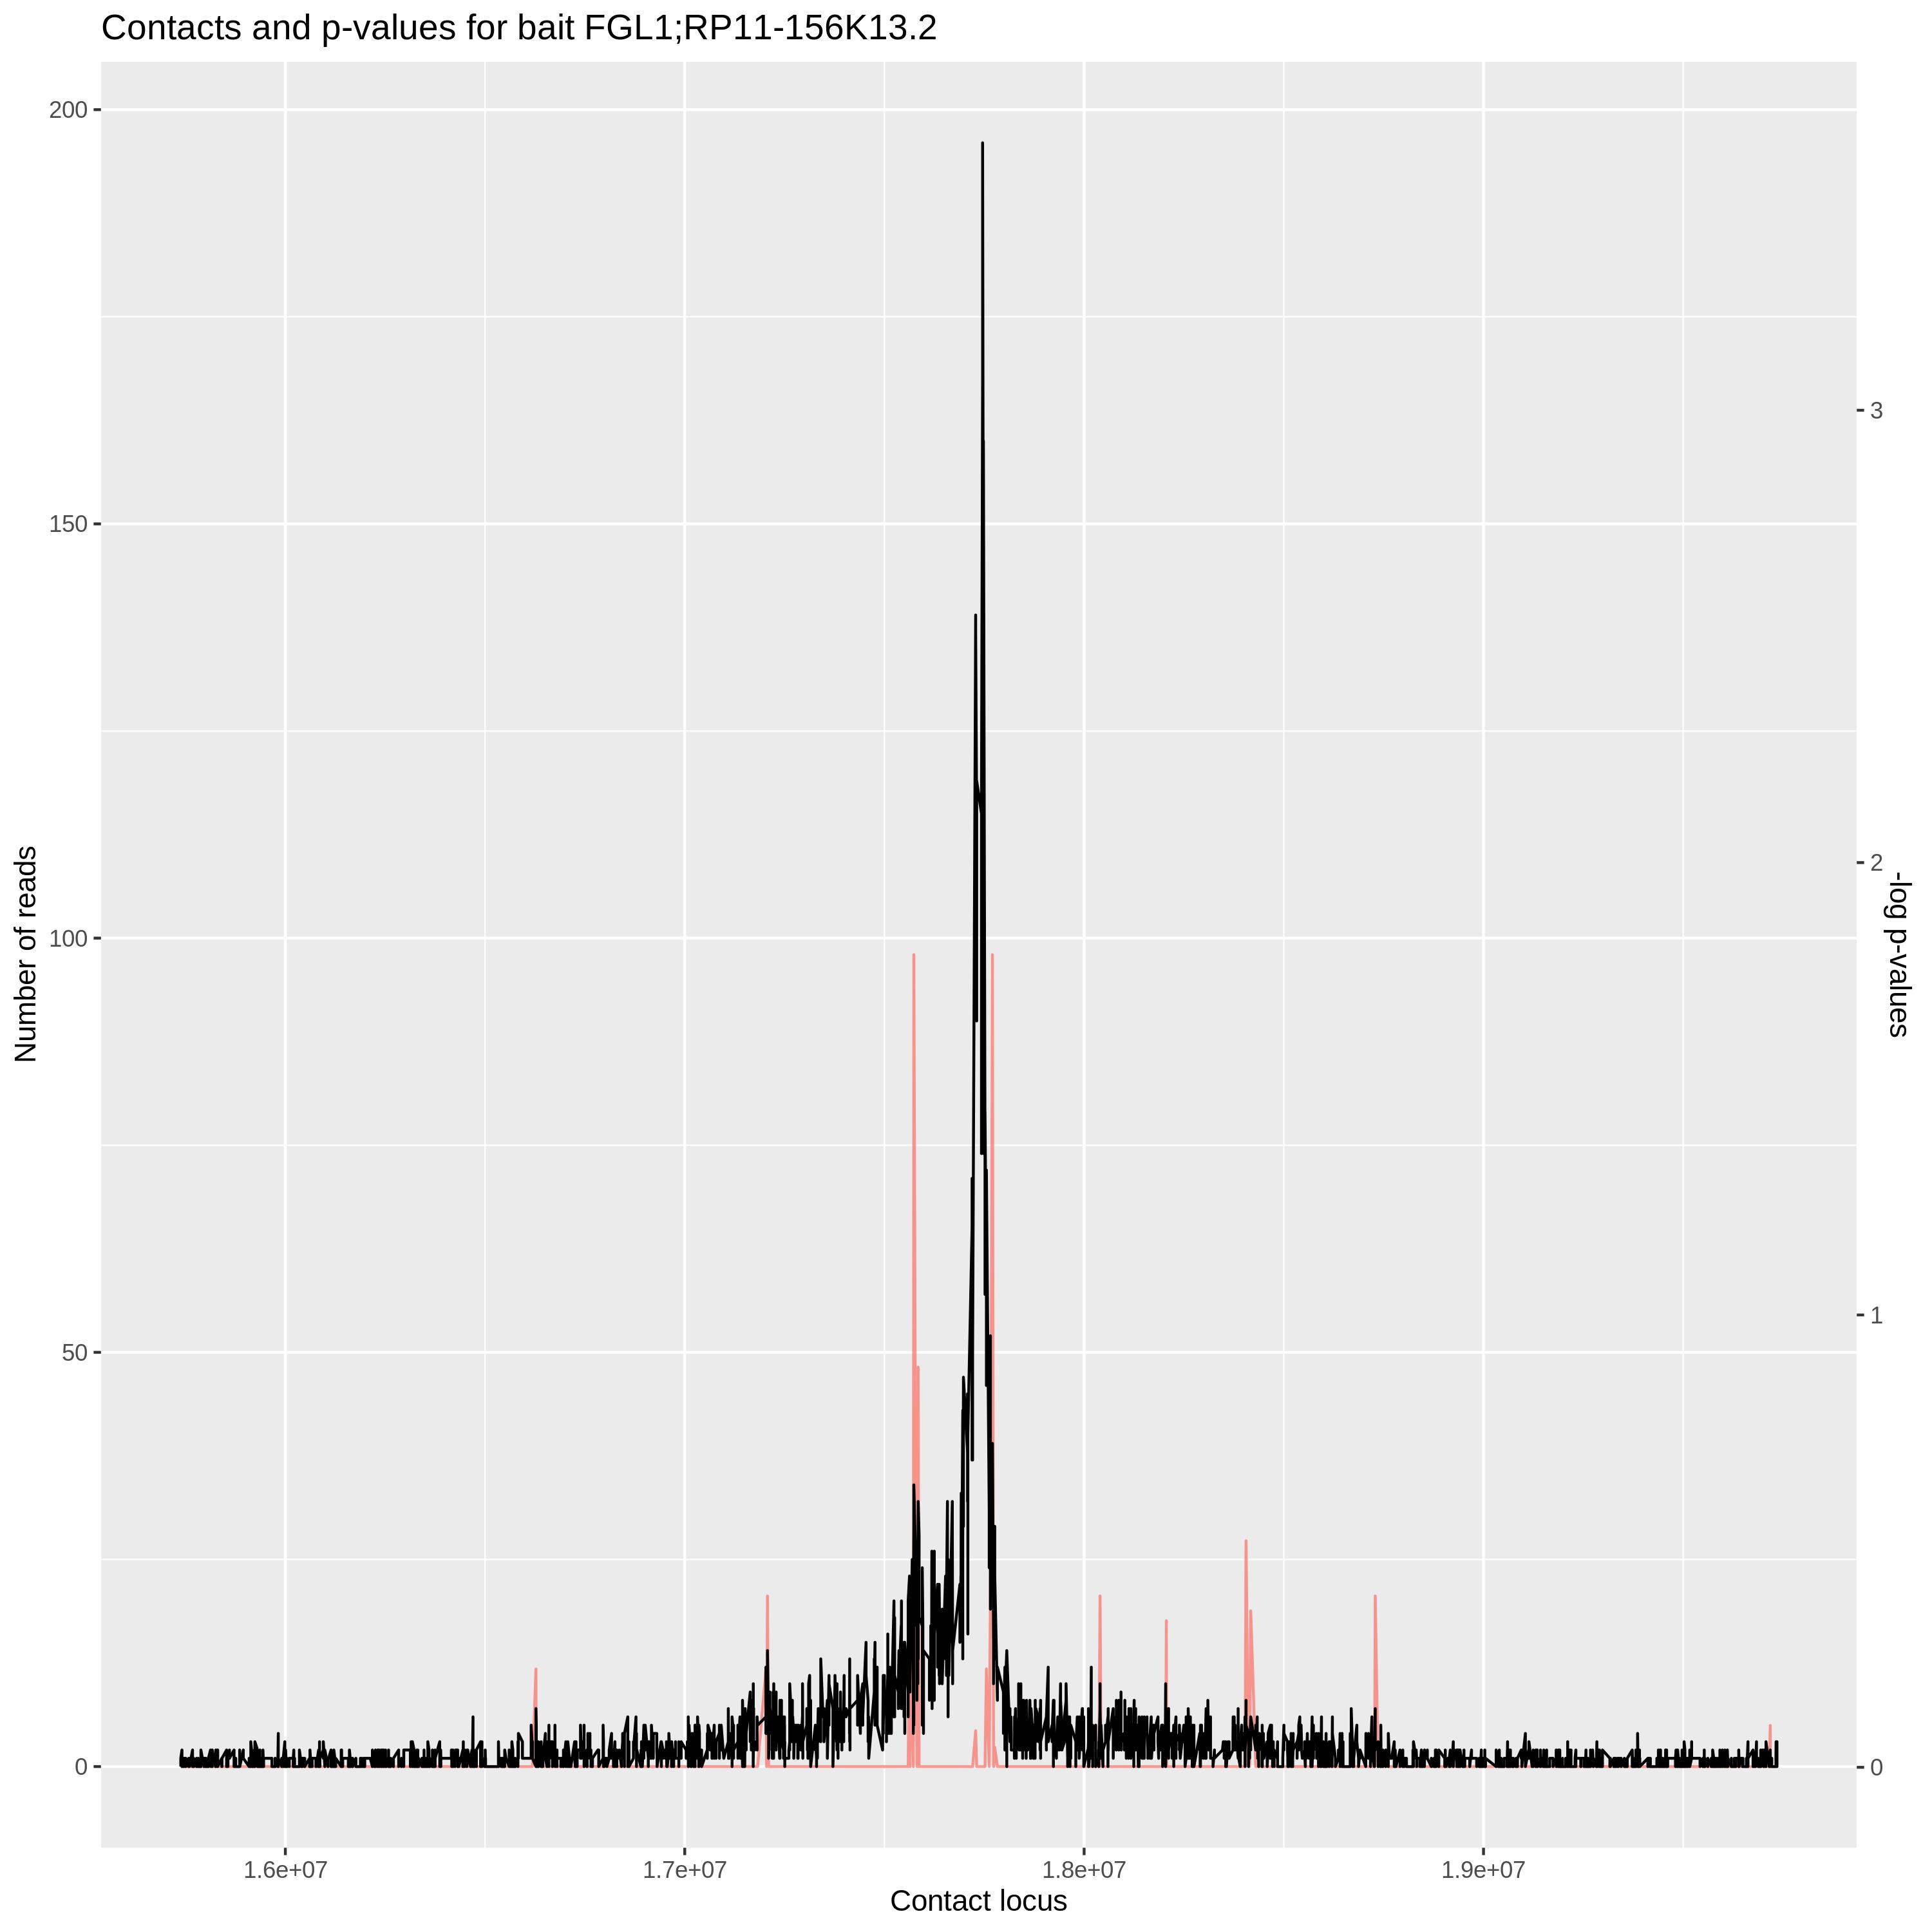 Contacts and p-values for bait FGL1;RP11-156K13.2
200
150
100
50
0
Number of reads
3
2
1
0
-log p-values
1.6e+07
1.7e+07
1.8e+07
1.9e+07
Contact locus